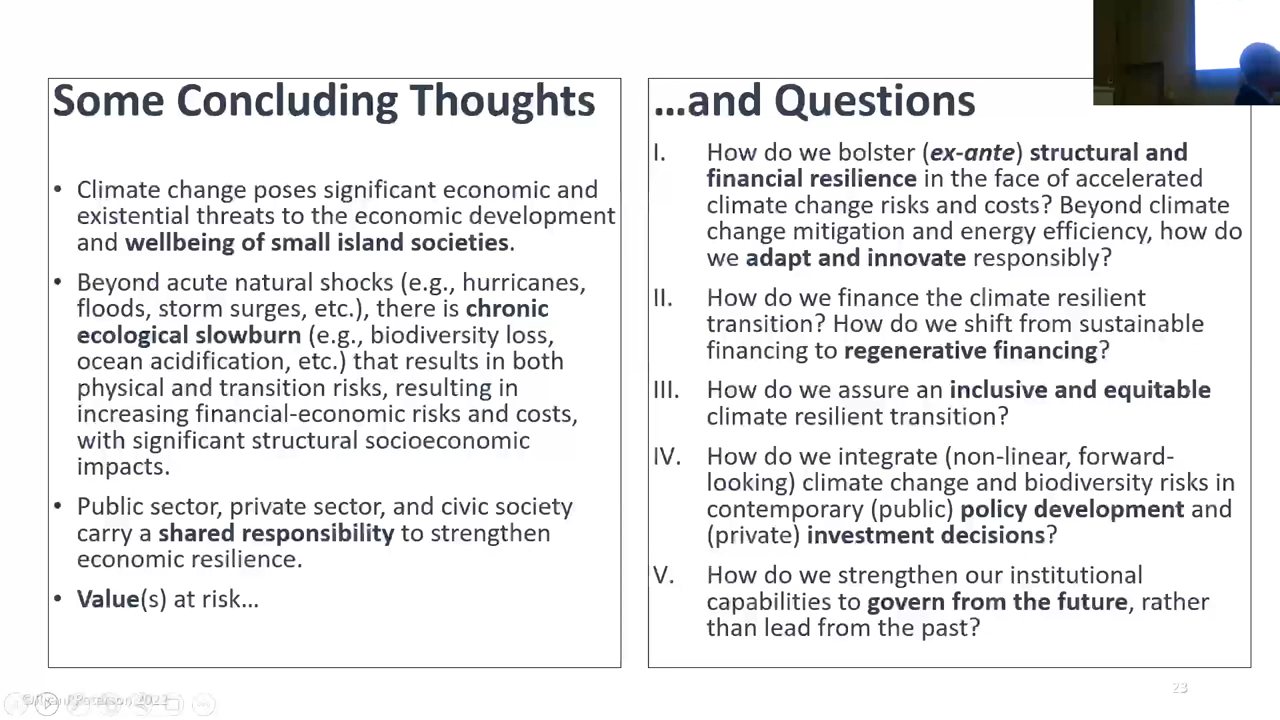 Some Concluding Thoughts
• Climate change poses significant economic and
existential threats to the economic development
and wellbeing of small island societies.
• Beyond acute natural shocks (e.g., hurricanes,
floods, storm surges, etc.), there is chronic
ecological slowburn (e.g., biodiversity loss,
ocean acidification, etc.) that results in both
physical and transition risks, resulting in
increasing financial-economic risks and costs,
with significant structural socioeconomic
impacts.
• Public sector, private sector, and civic society
carry a shared responsibility to strengthen
economic resilience.
• Value(s) at risk…
…and Questions
I. How do we bolster (ex-ante) structural and
financial resilience in the face of accelerated
climate change risks and costs? Beyond climate
change mitigation and energy efficiency, how do
we adapt and innovate responsibly?
II. How do we finance the climate resilient
transition? How do we shift from sustainable
financing to regenerative financing?
III. How do we assure an inclusive and equitable
climate resilient transition?
IV. How do we integrate (non-linear, forward-
looking) climate change and biodiversity risks in
contemporary (public) policy development and
(private) investment decisions?
V. How do we strengthen our institutional
capabilities to govern from the future, rather
than lead from the past?
2022
23